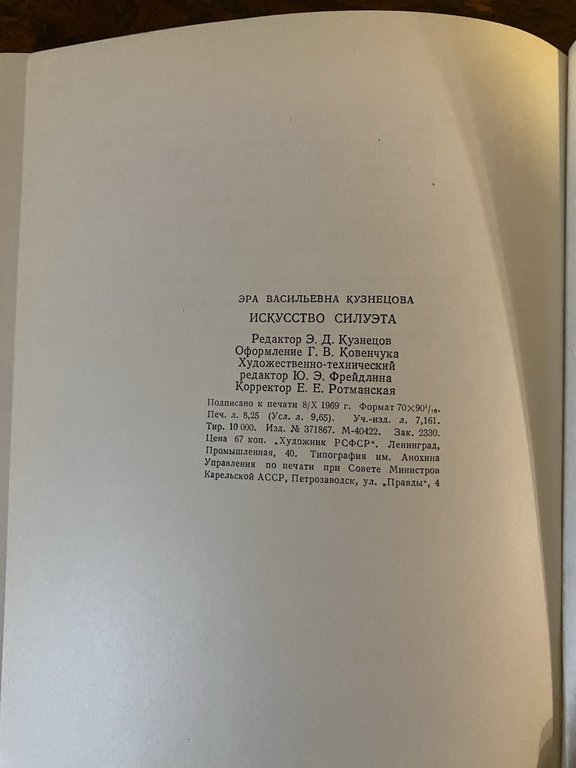 ЭРА ВАСИЛЬЕВНА КУЗНЕЦОВА
ИСКУССТВО СИЛУЭТА
Редактор Э. Д. Кузнецов
Оформление Г. В. Ковенчука
Художественно-технический
редактор Ю. Э. Фрейдлина
Корректор Е. Е. Ротманская
Подписано к печати 8/X 1969 г. Формат 70×90¹/₁₆.
Печ. л. 8,25 (Усл. л. 9,65). Уч.-изд. л. 7,161.
Тир. 10 000. Изд. № 371867. М-40422. Зак. 2330.
Цена 67 коп. „Художник РСФСР“. Ленинград,
Промышленная, 40. Типография им. Анохина
Управления по печати при Совете Министров
Карельской АССР, Петрозаводск, ул. „Правды“, 4